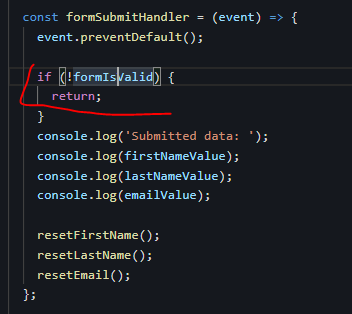 const formSubmitHandler = (event) => {
event.preventDefault();
if (!formIsValid) {
return;
}
console.log('Submitted data: ');
console.log(firstNameValue);
console.log(lastNameValue);
console.log(emailValue);
resetFirstName();
resetLastName();
resetEmail();
};